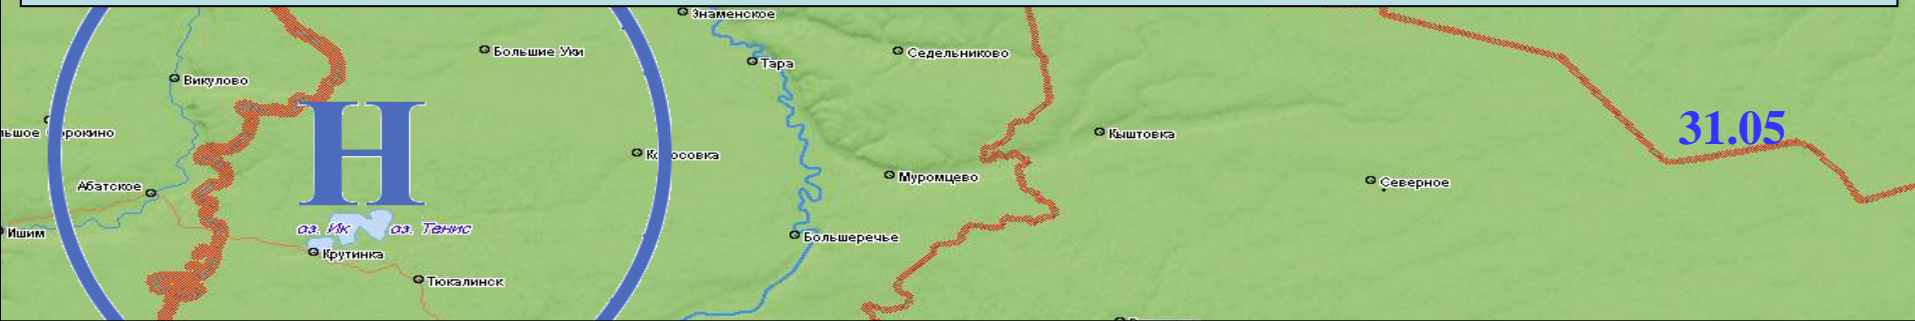 Знаменское
Большие Уки
Седельниково
Тара
Викулово
Н
31.05
Кыштовка
Колосовка
Абатское
Муромцево
Северное
оз. Ик
оз. Тенис
Ишим
Большеречье
Крутинка
Тюкалинск